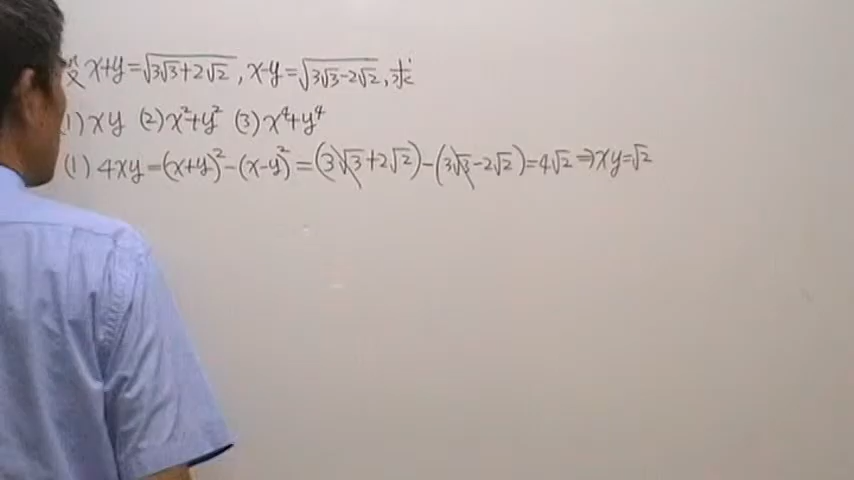 設 x+y=√(3√3+2√2), x-y=√(3√3-2√2), 求
(1) xy (2) x²+y² (3) x⁴+y⁴
(1) 4xy=(x+y)²-(x-y)²=(3√3+2√2)-(3√3-2√2)=4√2⇒xy=√2